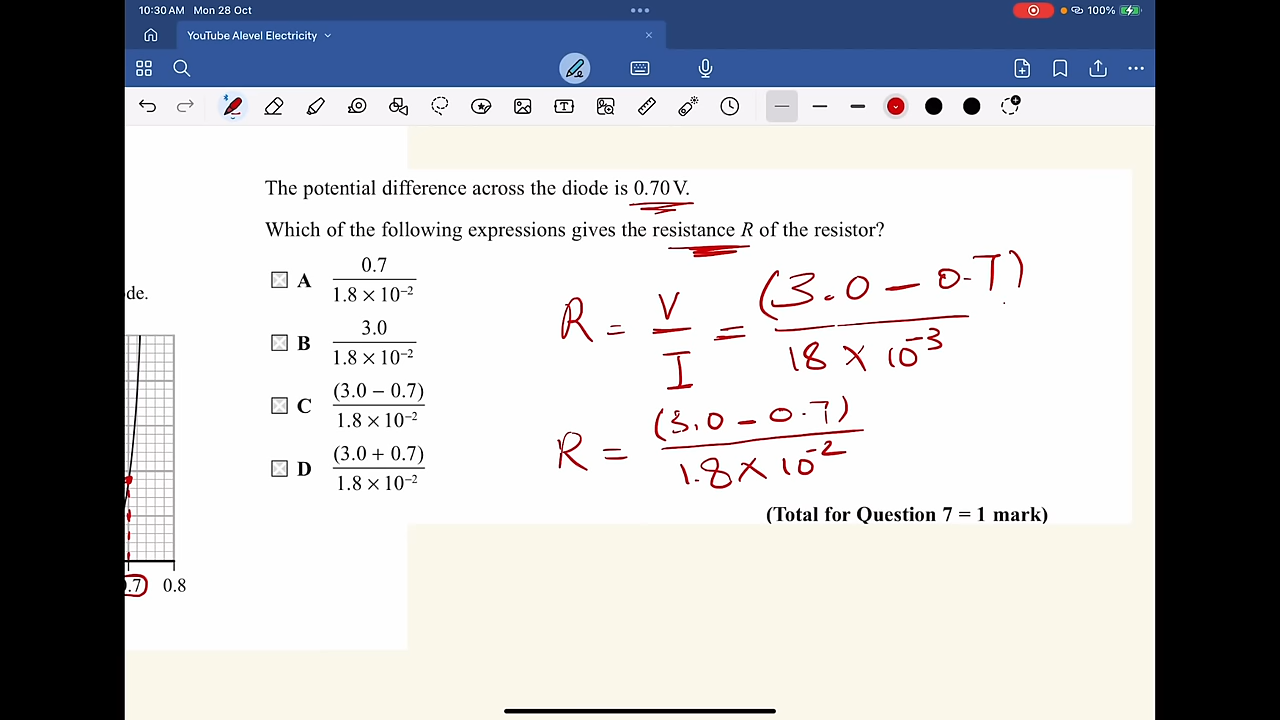 10:30 AM Mon 28 Oct
100%
YouTube Alevel Electricity
The potential difference across the diode is 0.70 V.
Which of the following expressions gives the resistance R of the resistor?
de.
A 0.7
1.8 × 10⁻²
B 3.0
1.8 × 10⁻²
C (3.0 − 0.7)
1.8 × 10⁻²
D (3.0 + 0.7)
1.8 × 10⁻²
R = V/I = (3.0 − 0.7)
18 × 10⁻³
R = (3.0 − 0.7)
1.8 × 10⁻²
(Total for Question 7 = 1 mark)
.7 0.8